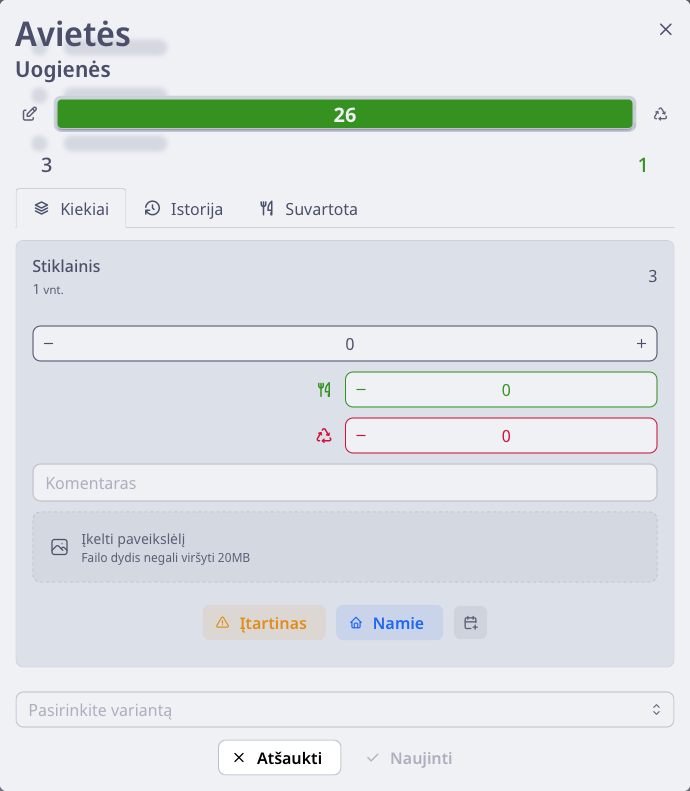 Avietės
Uogienės
26
3 1
Kiekiai Istorija Suvartota
Stiklainis
1 vnt.
3
− 0 +
− 0
− 0
Komentaras
Įkelti paveikslėlį
Failo dydis negali viršyti 20MB
Įtartinas Namie
Pasirinkite variantą
Atšaukti Naujinti